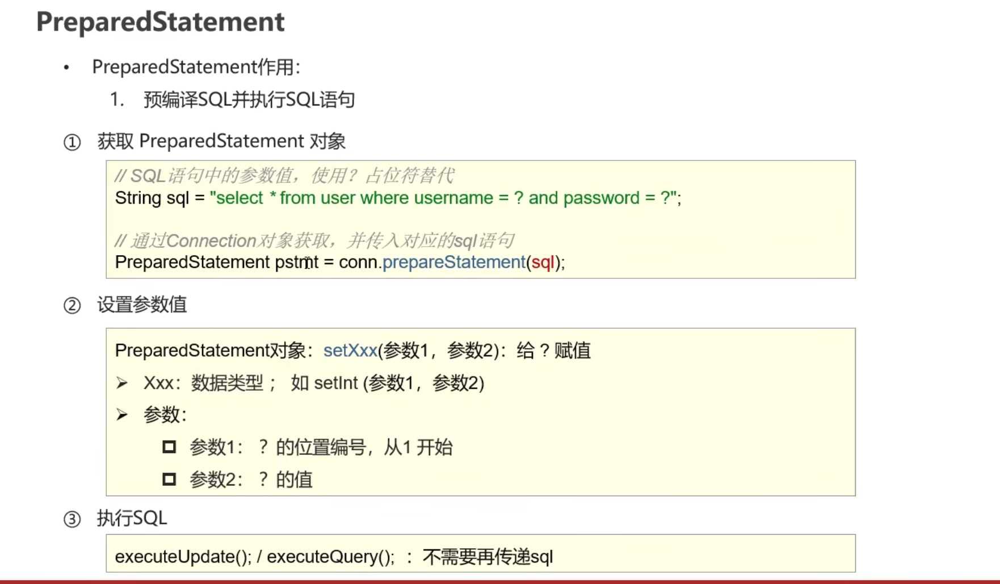 PreparedStatement
• PreparedStatement作用：
1. 预编译SQL并执行SQL语句
① 获取 PreparedStatement 对象
// SQL语句中的参数值，使用？占位符替代
String sql = "select * from user where username = ? and password = ?";
// 通过Connection对象获取，并传入对应的sql语句
PreparedStatement pstmt = conn.prepareStatement(sql);
② 设置参数值
PreparedStatement对象：setXxx(参数1，参数2)：给 ? 赋值
➢ Xxx：数据类型 ； 如 setInt (参数1，参数2)
➢ 参数：
参数1： ？的位置编号，从1 开始
参数2： ？的值
③ 执行SQL
executeUpdate(); / executeQuery(); ：不需要再传递sql